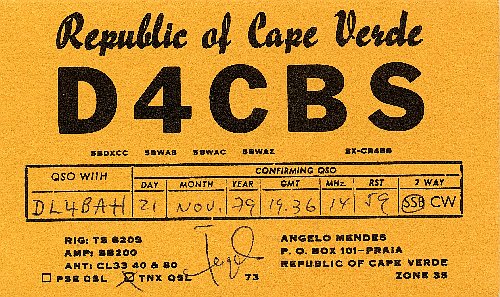 Republic of Cape Verde
D4CBS
5BDXCC 5BWAS 5BWAC 5BWAZ EX-CR4BS
QSO WITH CONFIRMING QSO
DAY MONTH YEAR GMT MHz. RST 2 WAY
DL4BAH 21 NOV. 79 19.36 14 59 SSB CW
RIG: TS 820S ANGELO MENDES
AMP: SB200 P. O. BOX 101-PRAIA
ANT: CL33 40 & 80 REPUBLIC OF CAPE VERDE
PSE QSL TNX QSL 73 ZONE 35